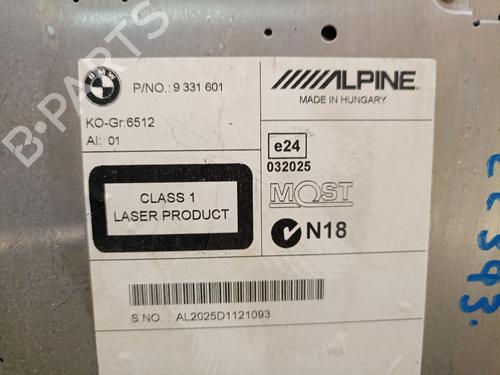 B-PARTS
BMW
P/NO.: 9 331 601
ALPINE
MADE IN HUNGARY
KO-Gr:6512
AI: 01
e24
032025
CLASS 1
LASER PRODUCT
MOST
N18
S.NO. : AL2025D1121093